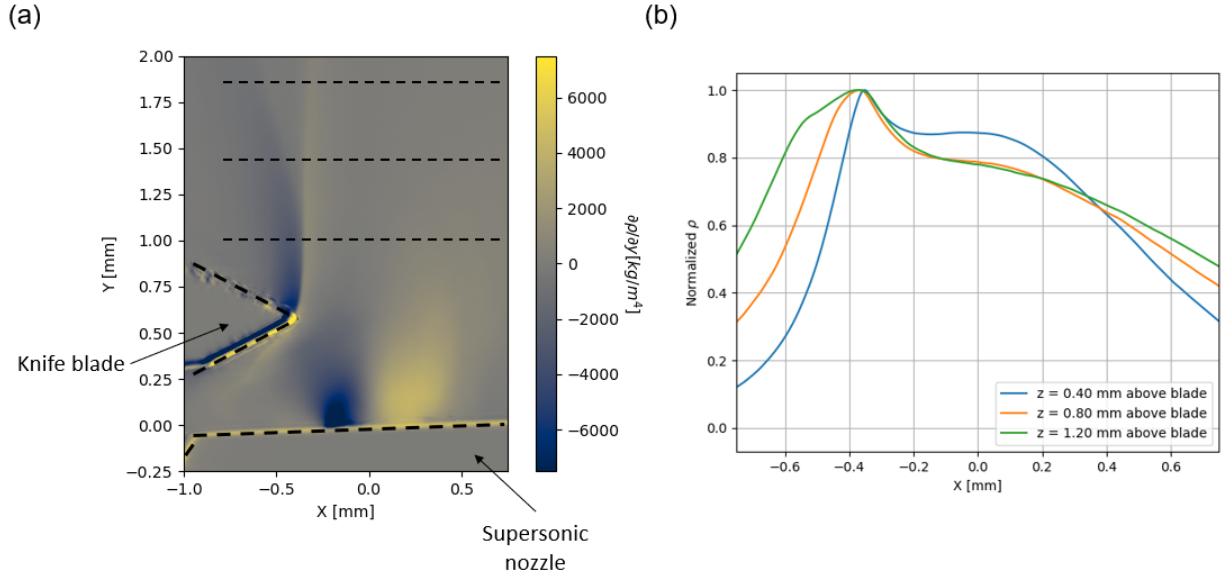 (a)
(b)
2.00
1.75
1.50
1.25
1.00
0.75
0.50
0.25
0.00
−0.25
Y [mm]
−1.0
−0.5
0.0
0.5
X [mm]
6000
4000
2000
0
−2000
−4000
−6000
∂ρ/∂y[kg/m⁴]
Knife blade
Supersonic
nozzle
1.0
0.8
0.6
0.4
0.2
0.0
Normalized ρ
−0.6
−0.4
−0.2
0.0
0.2
0.4
0.6
X [mm]
z = 0.40 mm above blade
z = 0.80 mm above blade
z = 1.20 mm above blade